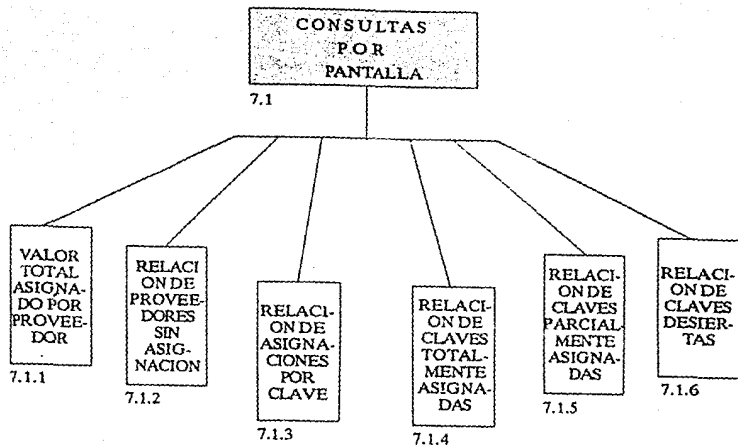 CONSULTAS
POR
PANTALLA
7.1
VALOR
TOTAL
ASIGNA-
DO POR
PROVEE-
DOR
7.1.1
RELACI
ON DE
PROVEE-
DORES
SIN
ASIG-
NACION
7.1.2
RELACI-
ON DE
ASIGNA-
CIONES
POR
CLAVE
7.1.3
RELACI-
ON DE
CLAVES
TOTAL-
MENTE
ASIGNA-
DAS
7.1.4
RELACI-
ON DE
CLAVES
PARCIAL-
MENTE
ASIGNA-
DAS
7.1.5
RELACI-
ON DE
CLAVES
DESIER-
TAS
7.1.6